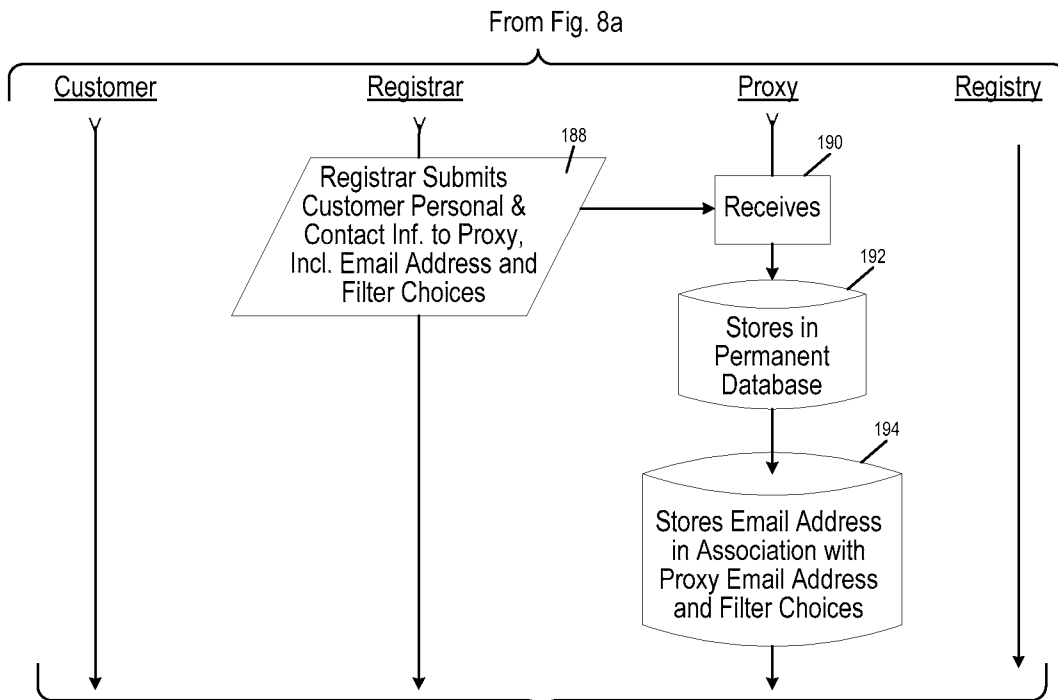 From Fig. 8a
Customer
Registrar
Proxy
Registry
188
Registrar Submits
Customer Personal &
Contact Inf. to Proxy,
Incl. Email Address and
Filter Choices
190
Receives
192
Stores in
Permanent
Database
194
Stores Email Address
in Association with
Proxy Email Address
and Filter Choices